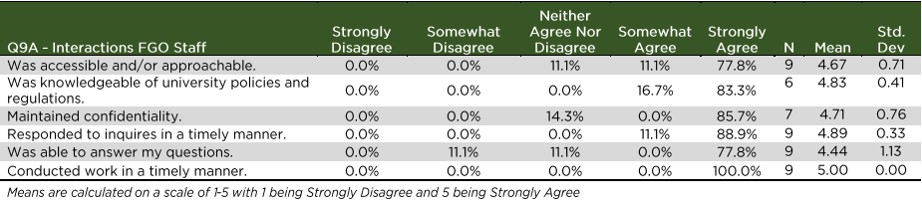 Q9A - Interactions FGO Staff Strongly Disagree Somewhat Disagree Neither Agree Nor Disagree Somewhat Agree Strongly Agree N Mean Std. Dev
Was accessible and/or approachable. 0.0% 0.0% 11.1% 11.1% 77.8% 9 4.67 0.71
Was knowledgeable of university policies and
regulations. 0.0% 0.0% 0.0% 16.7% 83.3% 6 4.83 0.41
Maintained confidentiality. 0.0% 0.0% 14.3% 0.0% 85.7% 7 4.71 0.76
Responded to inquires in a timely manner. 0.0% 0.0% 0.0% 11.1% 88.9% 9 4.89 0.33
Was able to answer my questions. 0.0% 11.1% 11.1% 0.0% 77.8% 9 4.44 1.13
Conducted work in a timely manner. 0.0% 0.0% 0.0% 0.0% 100.0% 9 5.00 0.00
Means are calculated on a scale of 1-5 with 1 being Strongly Disagree and 5 being Strongly Agree